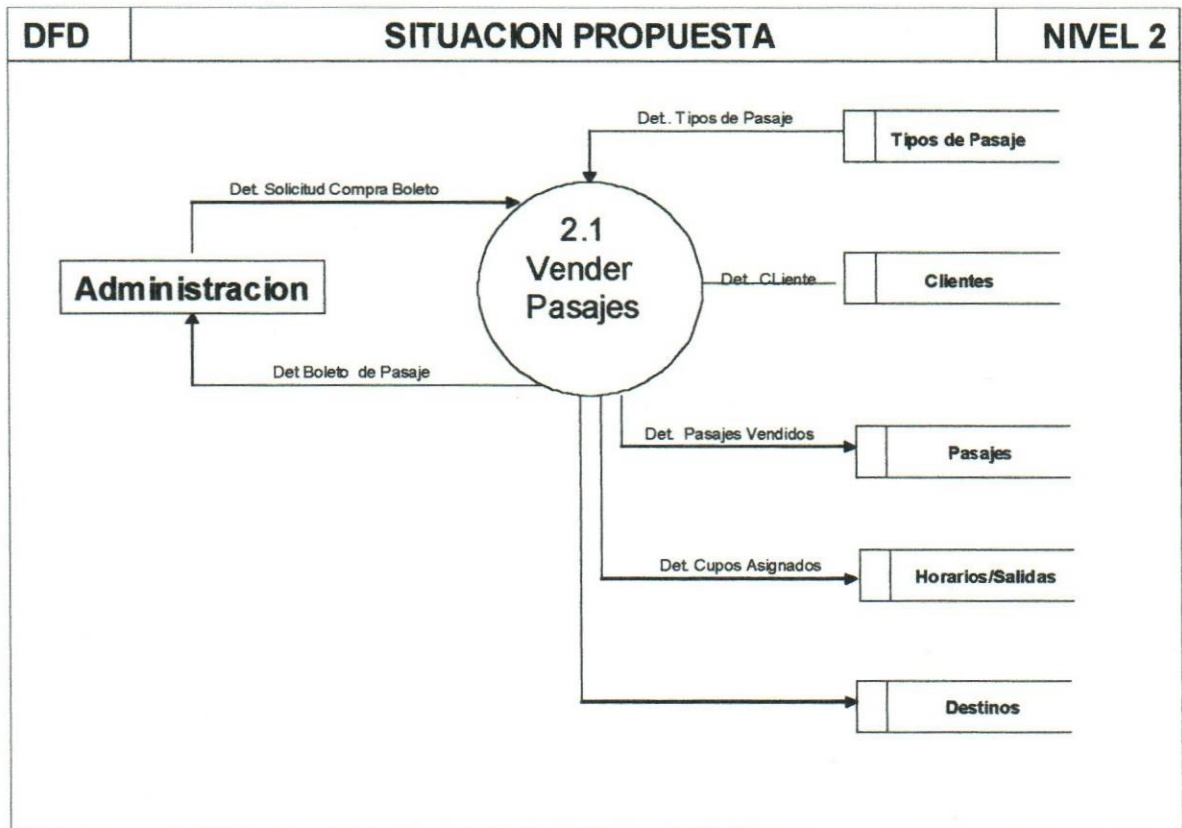 DFD
SITUACION PROPUESTA
NIVEL 2
Det. Tipos de Pasaje
Tipos de Pasaje
Det. Solicitud Compra Boleto
2.1
Vender
Pasajes
Administracion
Det. CLiente
Clientes
Det Boleto de Pasaje
Det. Pasajes Vendidos
Pasajes
Det. Cupos Asignados
Horarios/Salidas
Destinos